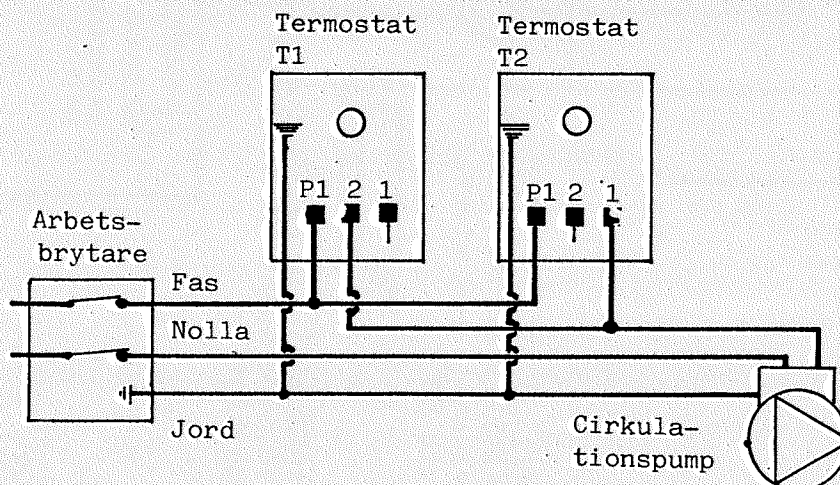 Termostat
T1
Termostat
T2
P1 2 1
P1 2 1
Arbets-
brytare
Fas
Nolla
Jord
Cirkula-
tionspump